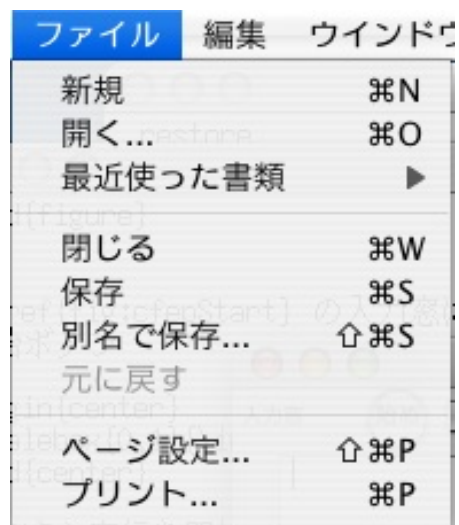 ファイル 編集 ウインドウ
新規 ⌘N
開く... ⌘O
最近使った書類 ▶
閉じる ⌘W
保存 ⌘S
別名で保存... ⇧⌘S
元に戻す
ページ設定... ⇧⌘P
プリント... ⌘P